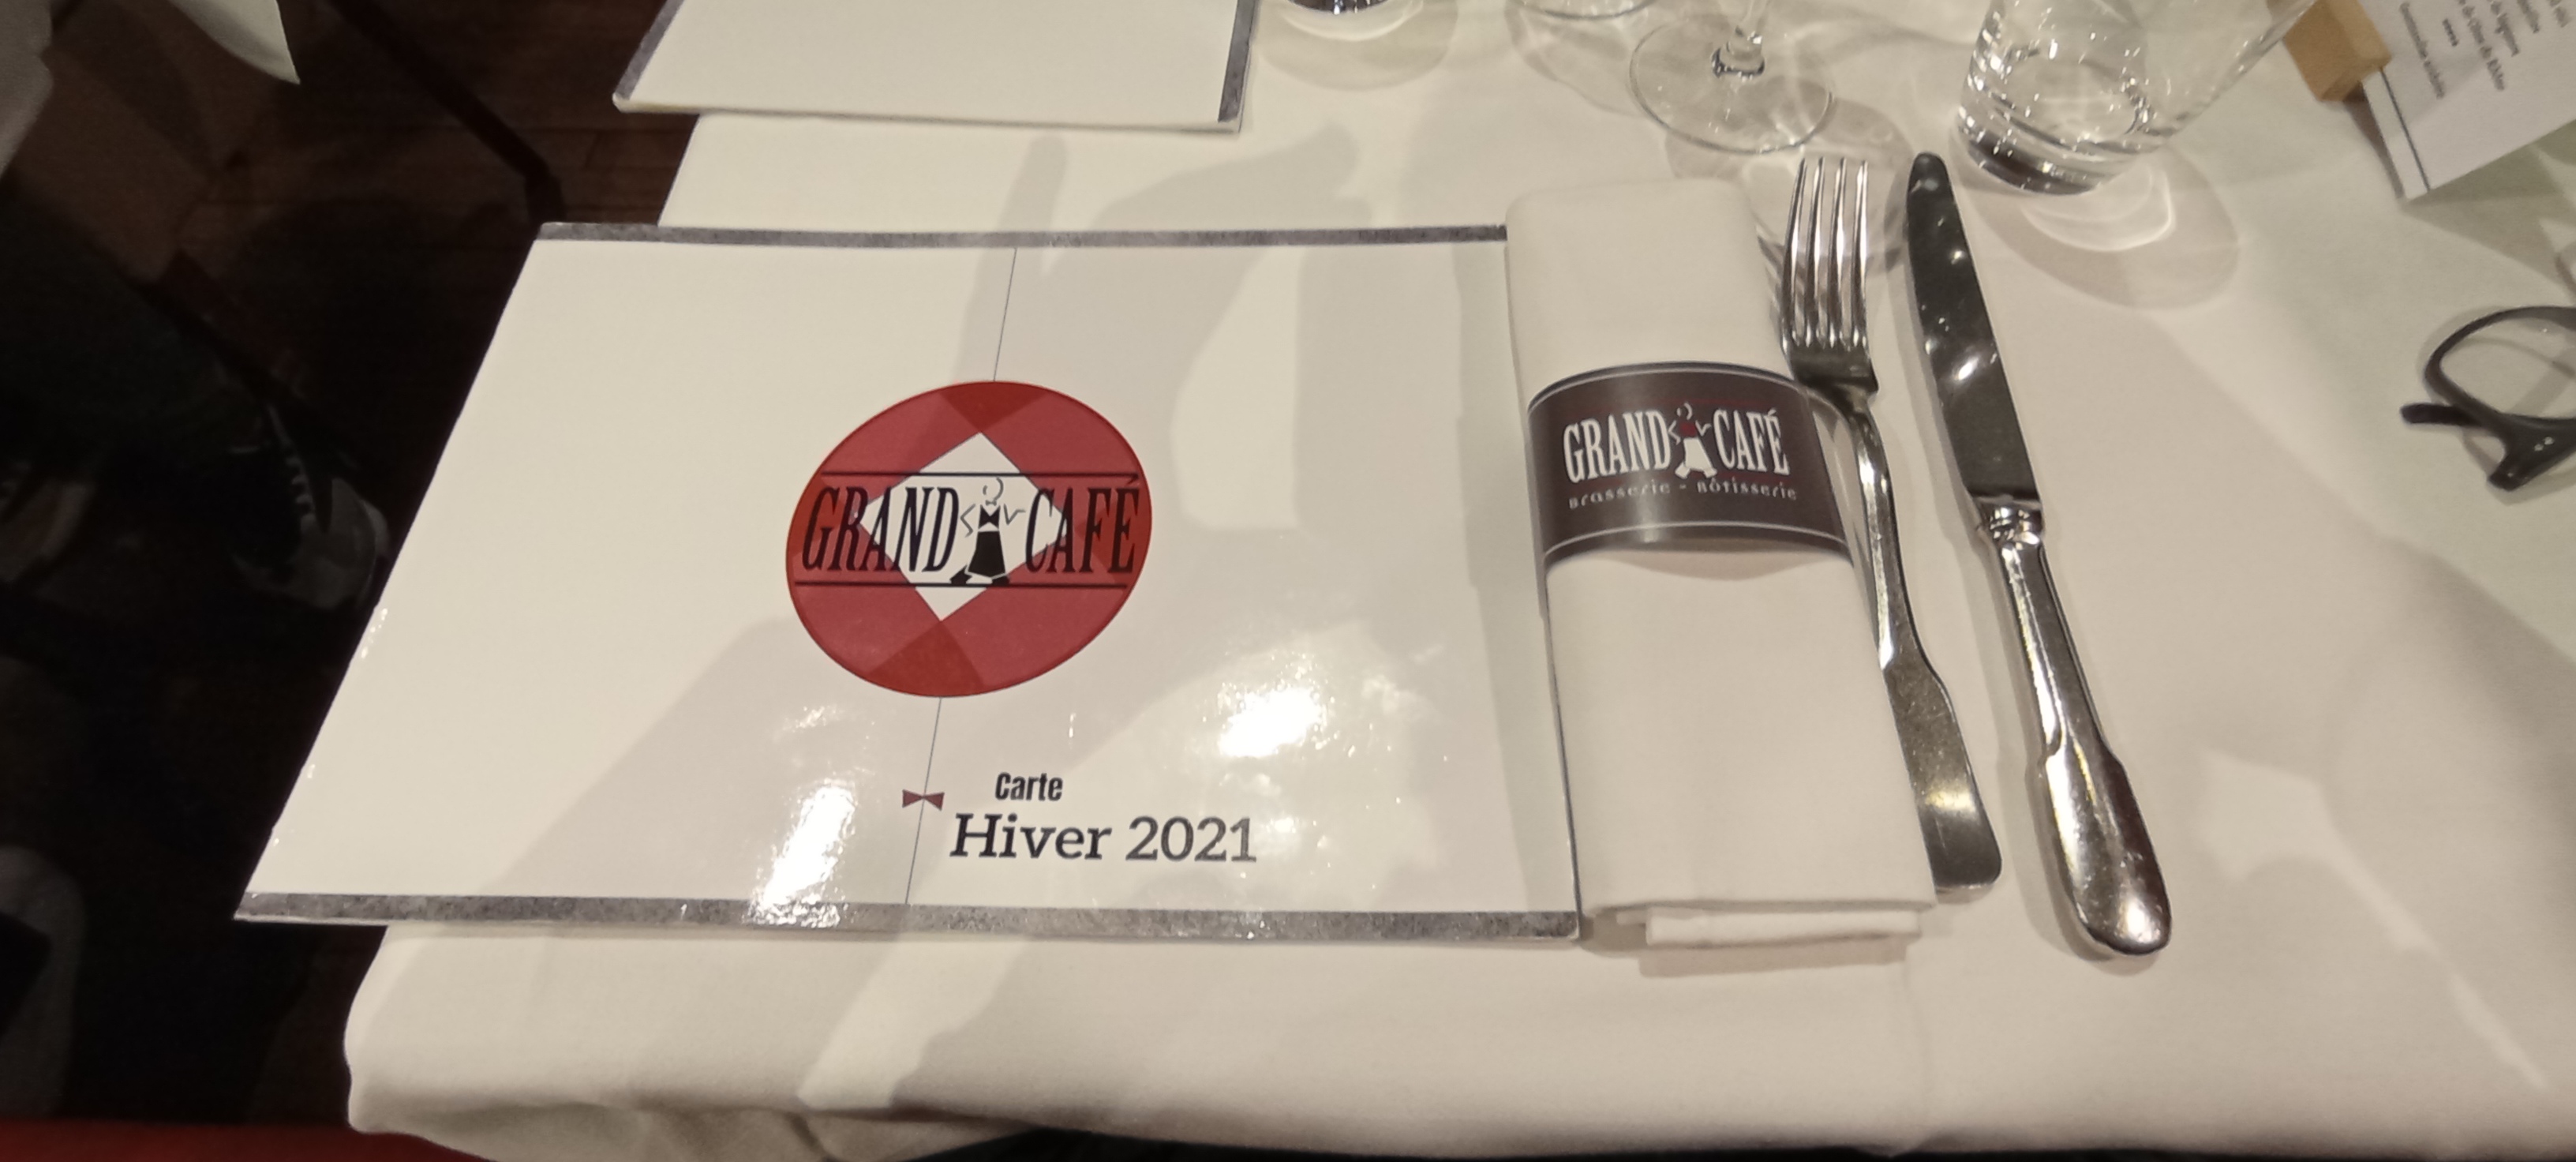 GRAND CAFÉ
Carte
Hiver 2021
GRAND CAFÉ
Brasserie - Rôtisserie